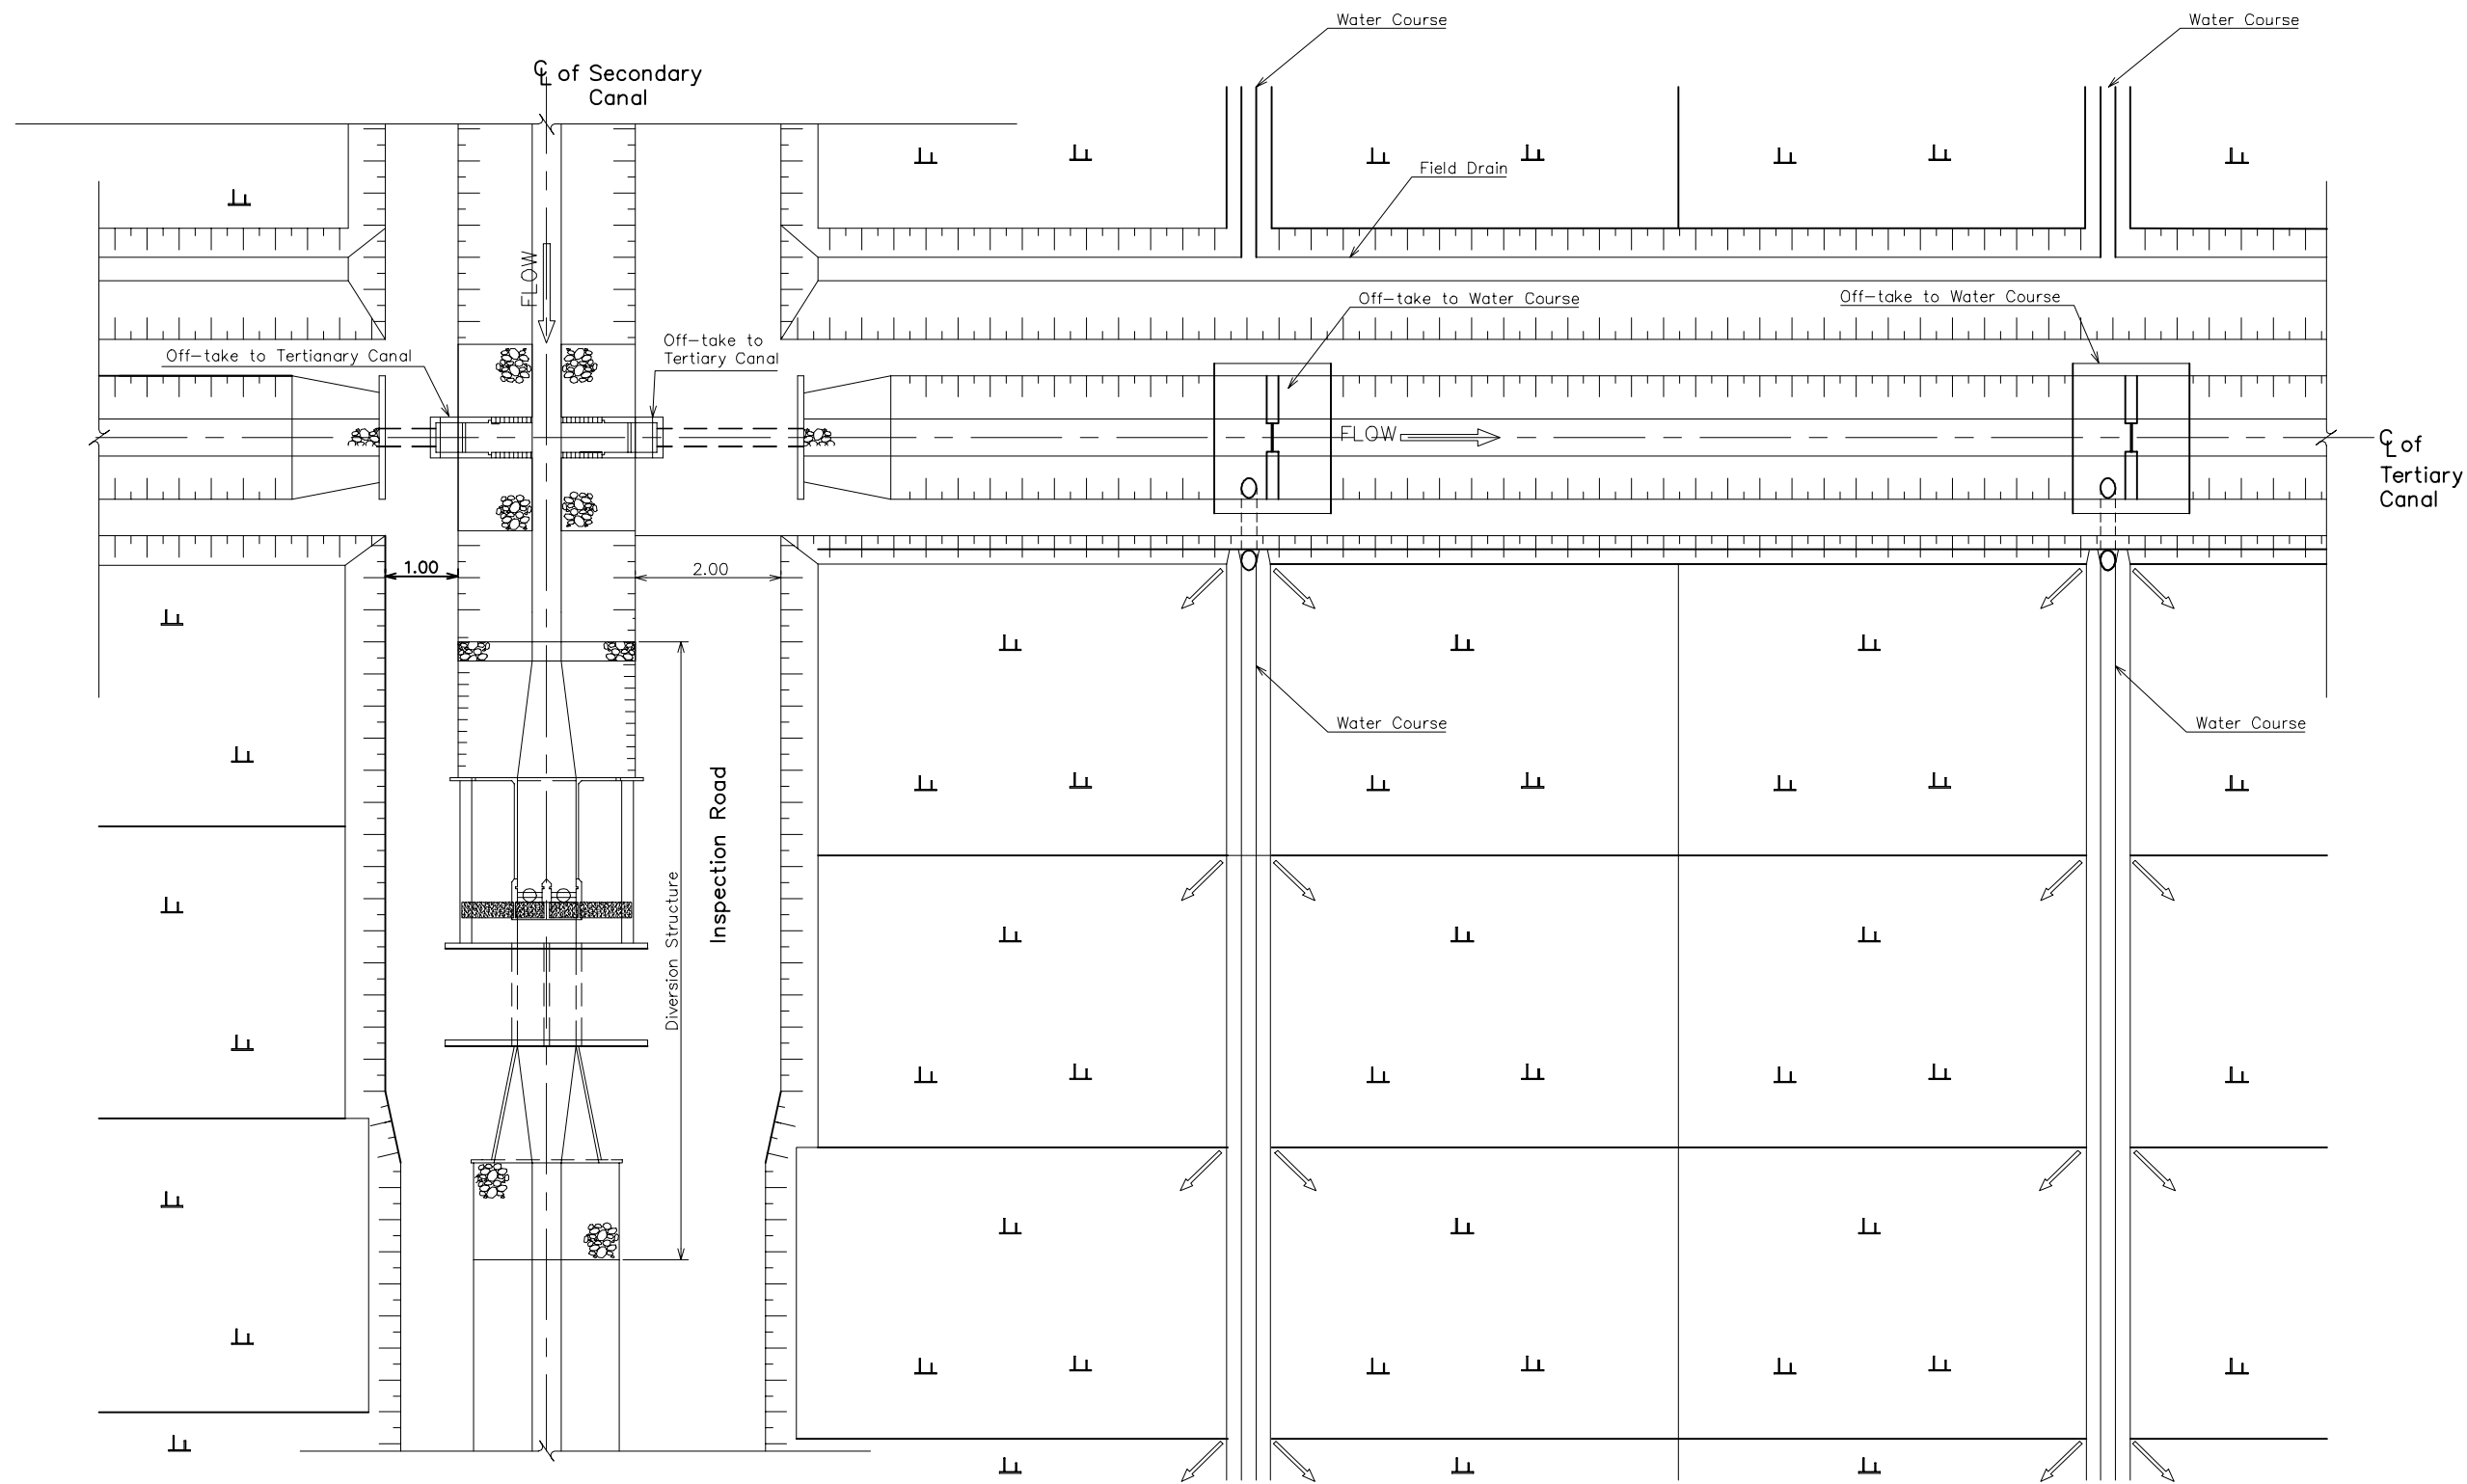 Water Course
Water Course
℄ of Secondary
Canal
Field Drain
FLOW
Off-take to Water Course
Off-take to Water Course
Off-take to Tertianary Canal
Off-take to
Tertiary Canal
FLOW
℄ of
Tertiary
Canal
1.00
2.00
Water Course
Water Course
Inspection Road
Diversion Structure